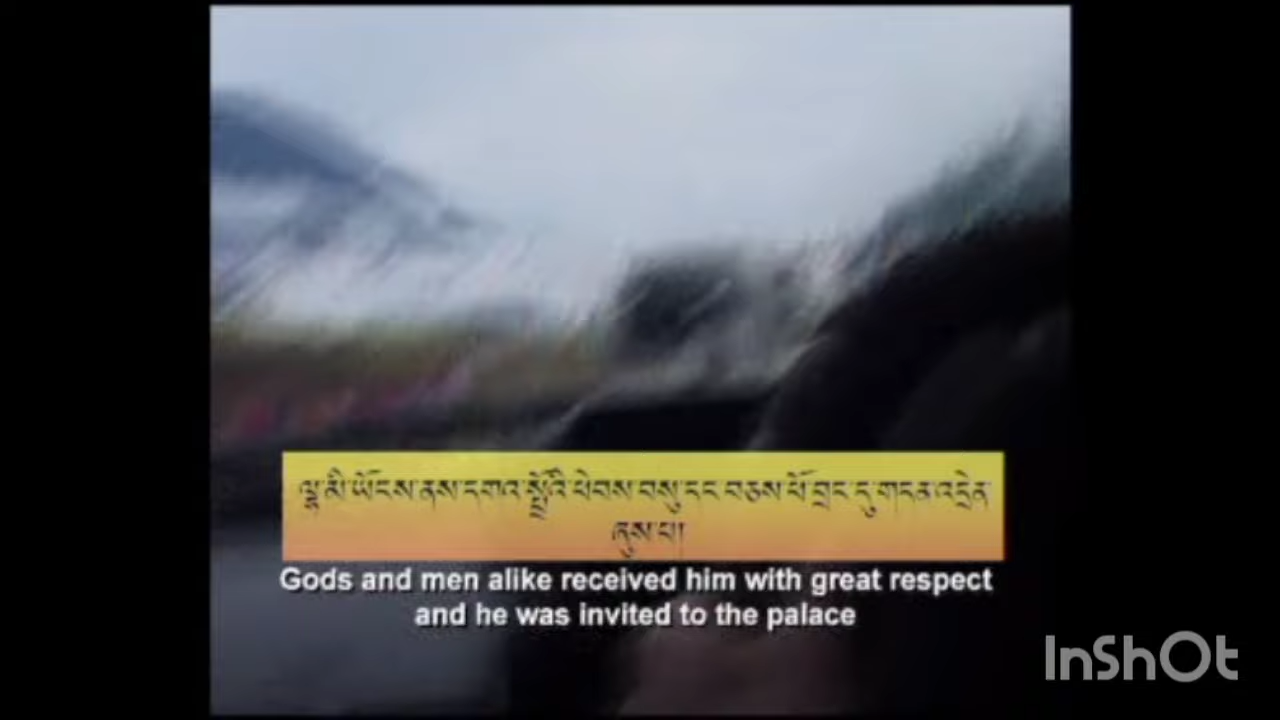 ལྷ་མི་ཡོངས་ནས་དགའ་སྤྲོའི་ཕེབས་བསུ་དང་བཅས་ཕོ་བྲང་དུ་གདན་འདྲེན་
ཞུས་པ།
Gods and men alike received him with great respect
and he was invited to the palace
InShOt